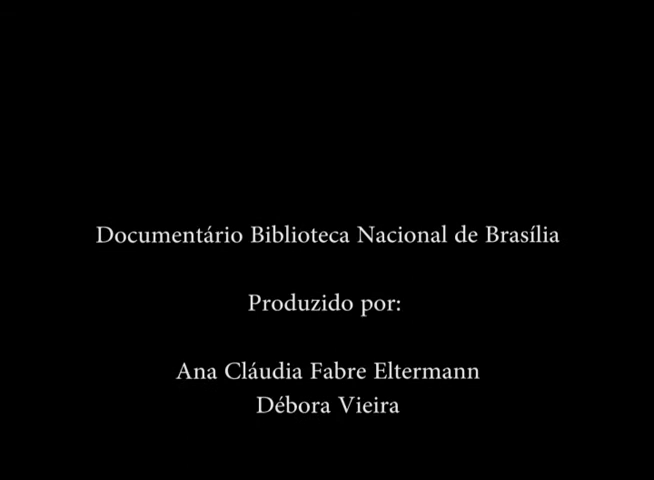 Documentário Biblioteca Nacional de Brasília
Produzido por:
Ana Cláudia Fabre Eltermann
Débora Vieira